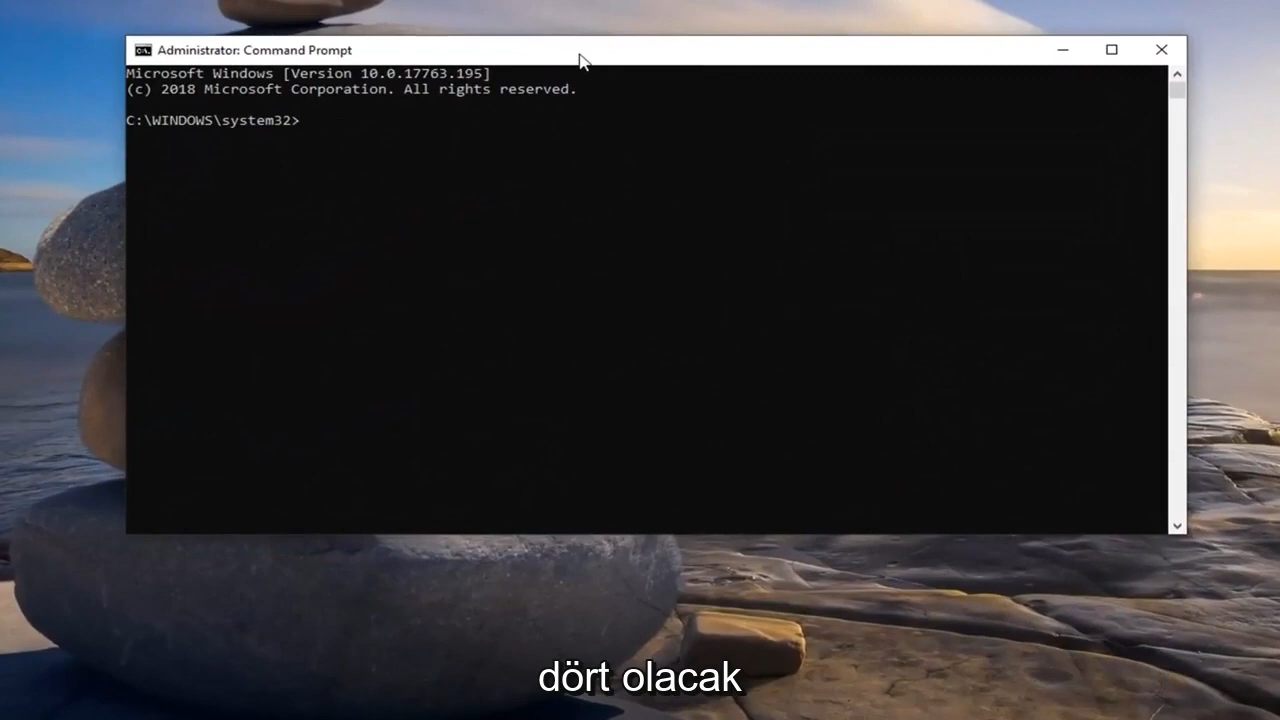 Administrator: Command Prompt
Microsoft Windows [Version 10.0.17763.195]
(c) 2018 Microsoft Corporation. All rights reserved.
C:\WINDOWS\system32>
dört olacak